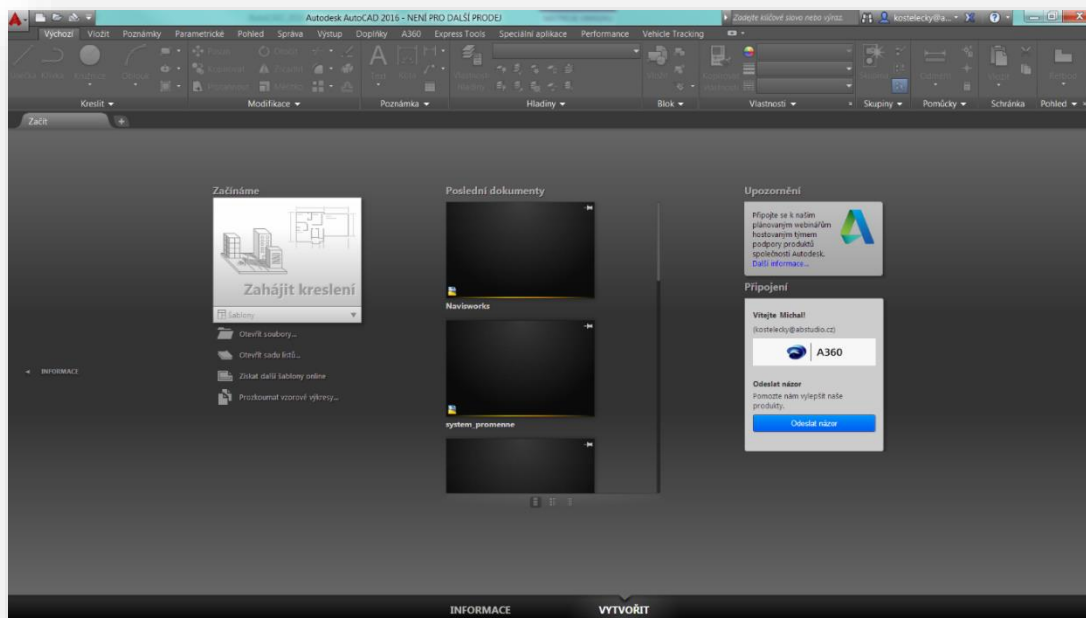 Autodesk AutoCAD 2016 - NENÍ PRO DALŠÍ PRODEJ
Zadejte klíčové slovo nebo výraz.
kostelecky@a...
Výchozí Vložit Poznámky Parametrické Pohled Správa Výstup Doplňky A360 Express Tools Speciální aplikace Performance Vehicle Tracking
Kreslit Modifikace Poznámka Hladiny Blok Vlastnosti Skupiny Pomůcky Schránka Pohled
Začít
Začínáme
Zahájit kreslení
Šablony
Otevřít soubory...
Otevřít sadu listů...
Získat další šablony online
Prozkoumat vzorové výkresy...
INFORMACE
Poslední dokumenty
Navisworks
system_promenne
Upozornění
Připojte se k našim
plánovaným webinářům
hostovaným týmem
podpory produktů
společnosti Autodesk.
Další informace...
Připojení
Vítejte Michal!
(kostelecky@abstudio.cz)
A360
Odeslat názor
Pomozte nám vylepšit naše
produkty.
Odeslat názor
INFORMACE VYTVOŘIT